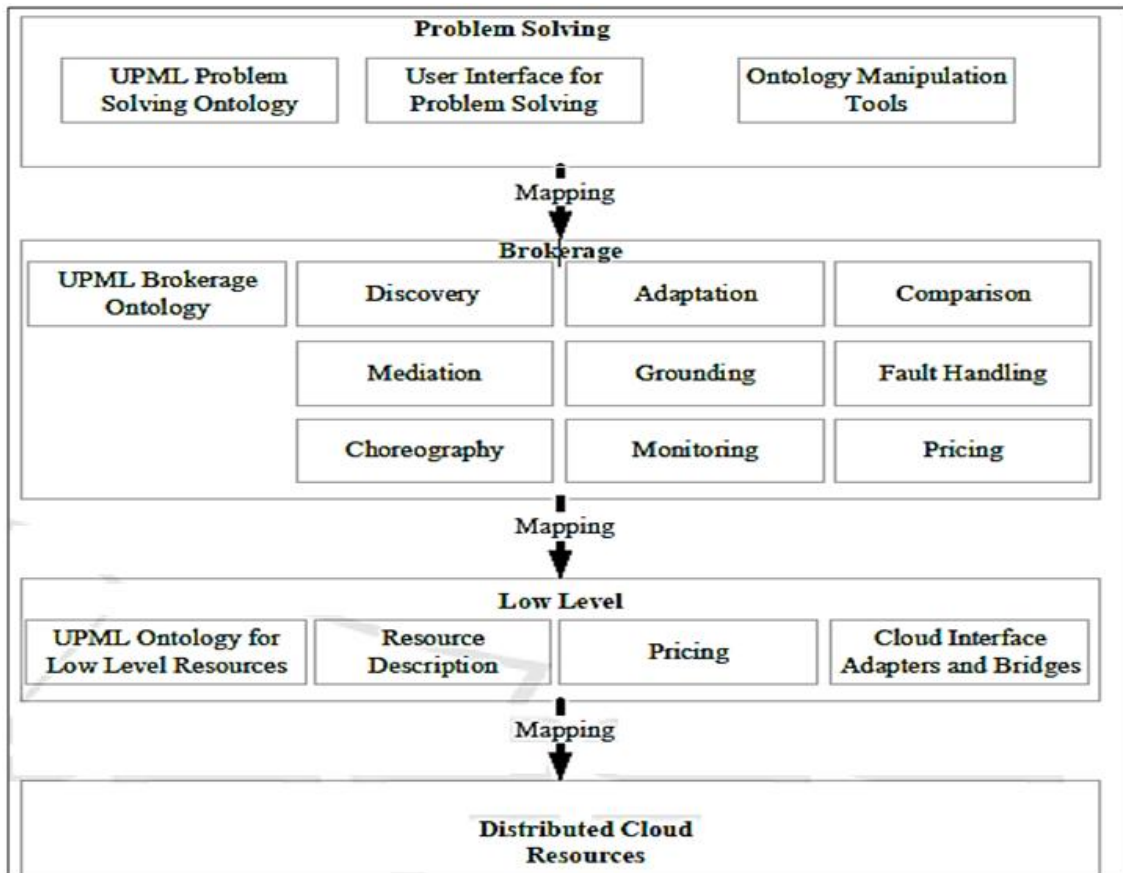 Problem Solving
UPML Problem
Solving Ontology
User Interface for
Problem Solving
Ontology Manipulation
Tools
Mapping
Brokerage
UPML Brokerage
Ontology
Discovery
Adaptation
Comparison
Mediation
Grounding
Fault Handling
Choreography
Monitoring
Pricing
Mapping
Low Level
UPML Ontology for
Low Level Resources
Resource
Description
Pricing
Cloud Interface
Adapters and Bridges
Mapping
Distributed Cloud
Resources